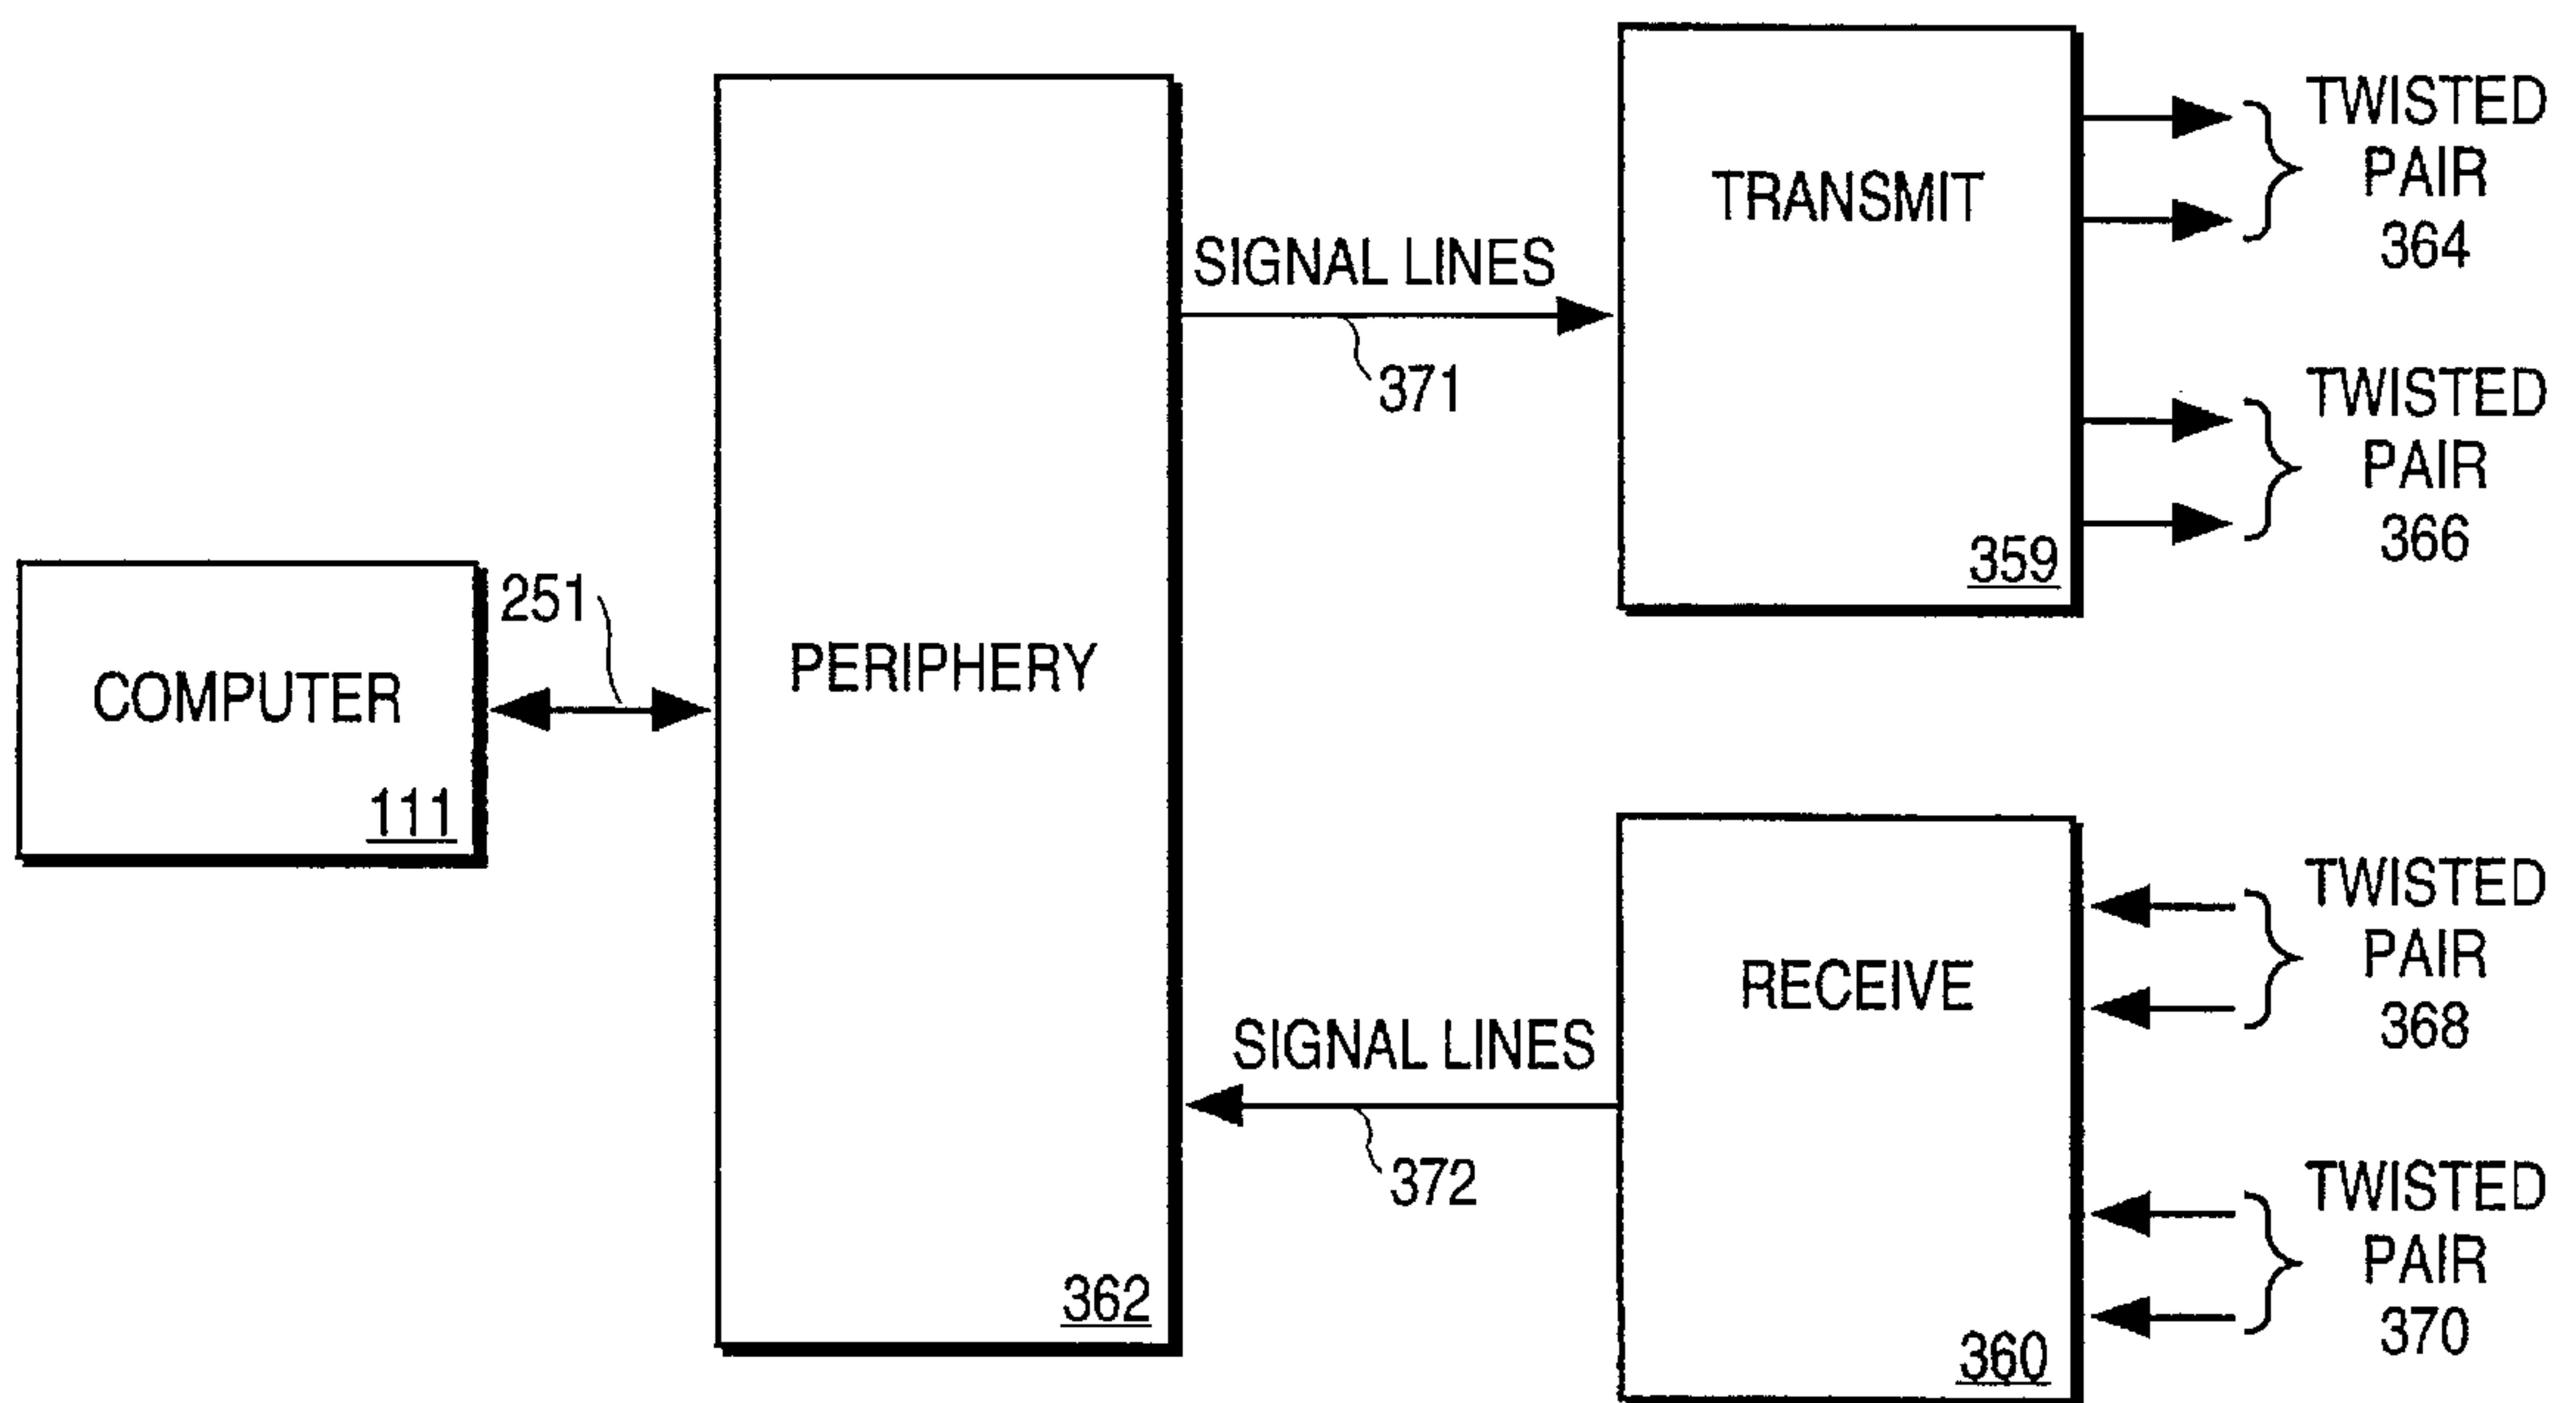 COMPUTER
111
251
PERIPHERY
362
SIGNAL LINES
371
TRANSMIT
359
TWISTED
PAIR
364
TWISTED
PAIR
366
SIGNAL LINES
372
RECEIVE
360
TWISTED
PAIR
368
TWISTED
PAIR
370